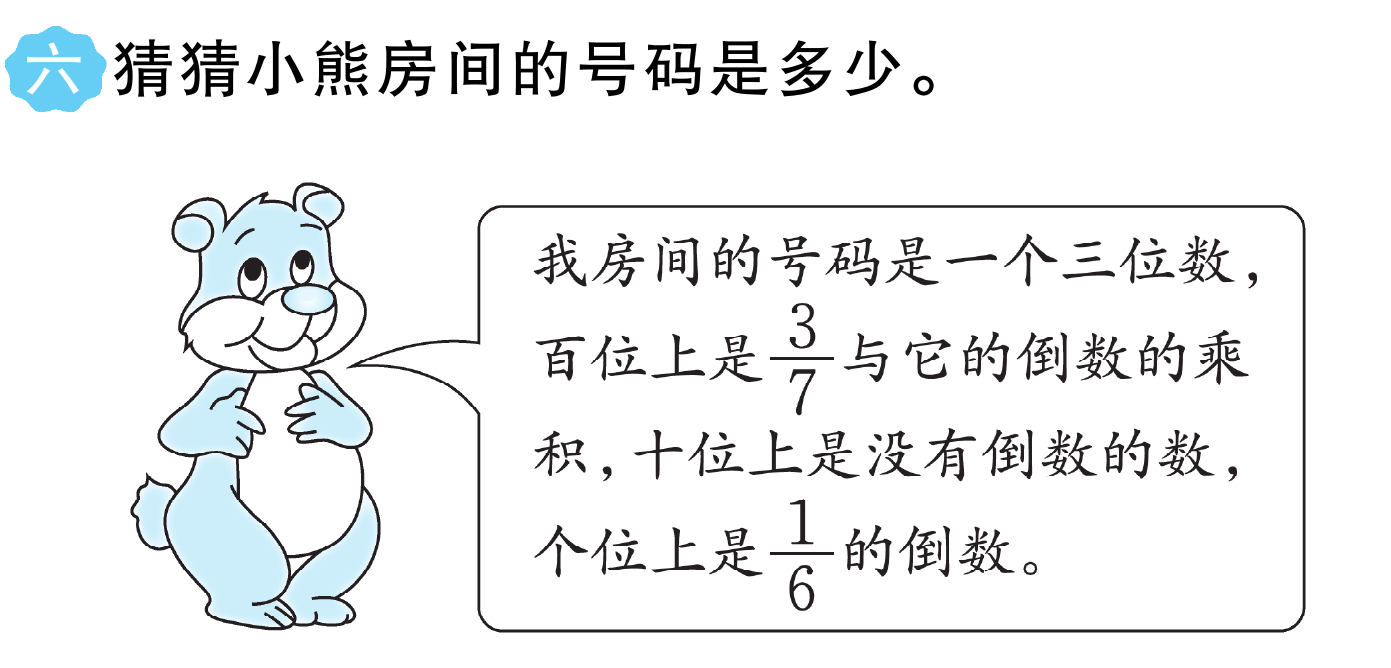 六 猜猜小熊房间的号码是多少。
我房间的号码是一个三位数，
百位上是3/7与它的倒数的乘
积，十位上是没有倒数的数，
个位上是1/6的倒数。